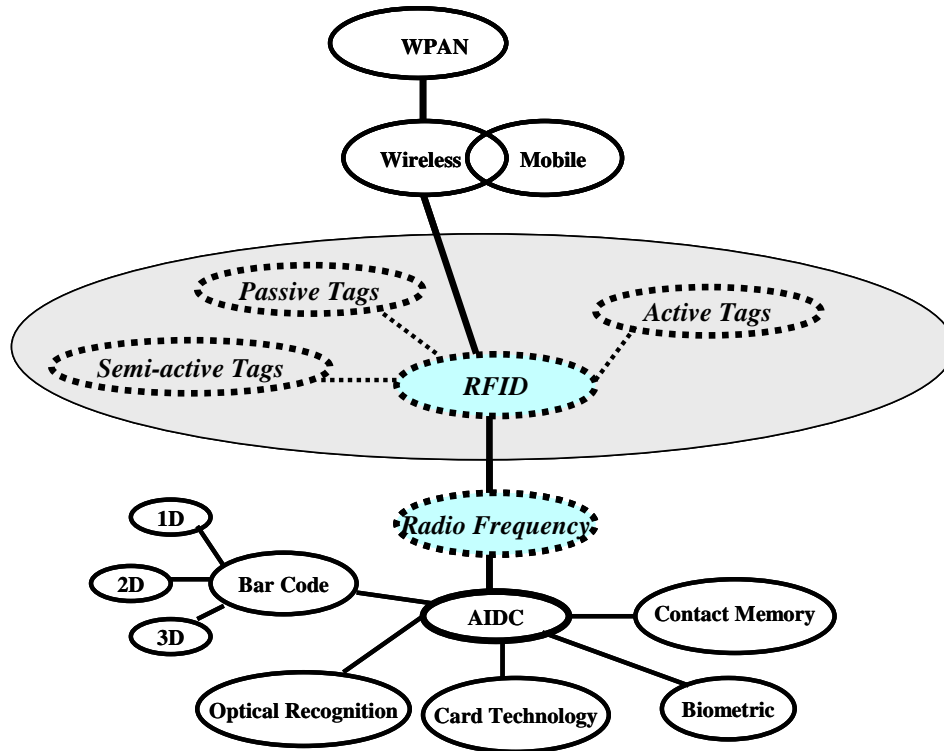 WPAN
Wireless
Mobile
Passive Tags
Active Tags
Semi-active Tags
RFID
Radio Frequency
1D
Bar Code
2D
3D
AIDC
Contact Memory
Optical Recognition
Card Technology
Biometric